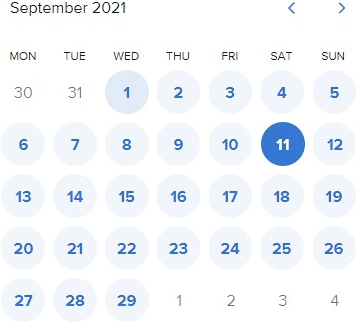 September 2021
MON TUE WED THU FRI SAT SUN
30 31 1 2 3 4 5
6 7 8 9 10 11 12
13 14 15 16 17 18 19
20 21 22 23 24 25 26
27 28 29 1 2 3 4